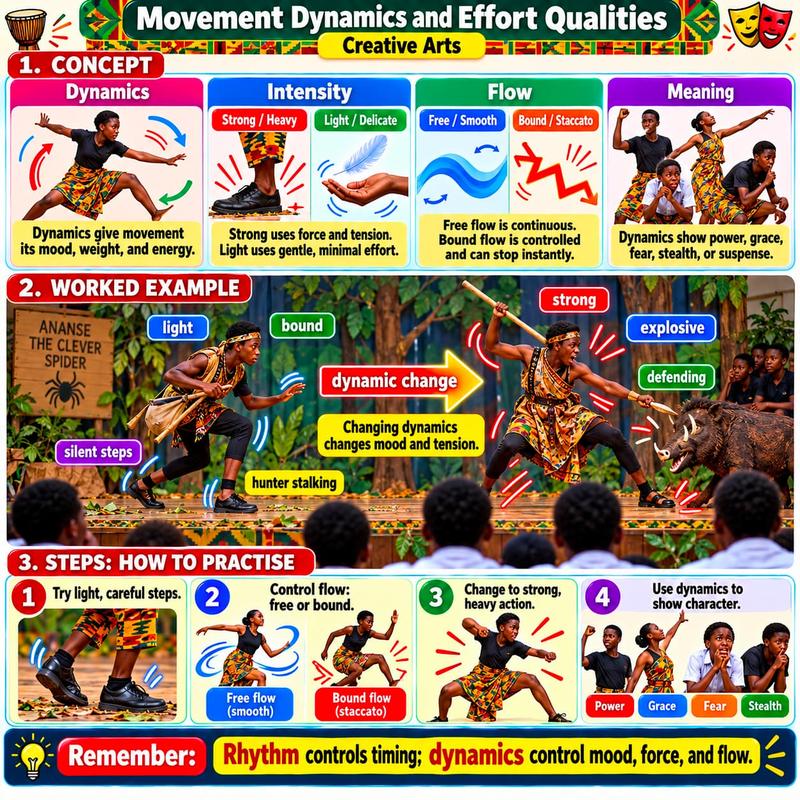 Movement Dynamics and Effort Qualities
Creative Arts
1. CONCEPT
Dynamics
Dynamics give movement
its mood, weight, and energy.
Intensity
Strong / Heavy
Light / Delicate
Strong uses force and tension.
Light uses gentle, minimal effort.
Flow
Free / Smooth
Bound / Staccato
Free flow is continuous.
Bound flow is controlled
and can stop instantly.
Meaning
Dynamics show power, grace,
fear, stealth, or suspense.
2. WORKED EXAMPLE
ANANSE
THE CLEVER
SPIDER
light
bound
silent steps
hunter stalking
dynamic change
Changing dynamics
changes mood and tension.
strong
explosive
defending
3. STEPS: HOW TO PRACTISE
1
Try light, careful steps.
2
Control flow:
free or bound.
Free flow
(smooth)
Bound flow
(staccato)
3
Change to strong,
heavy action.
4
Use dynamics to
show character.
Power
Grace
Fear
Stealth
Remember:
Rhythm controls timing; dynamics control mood, force, and flow.